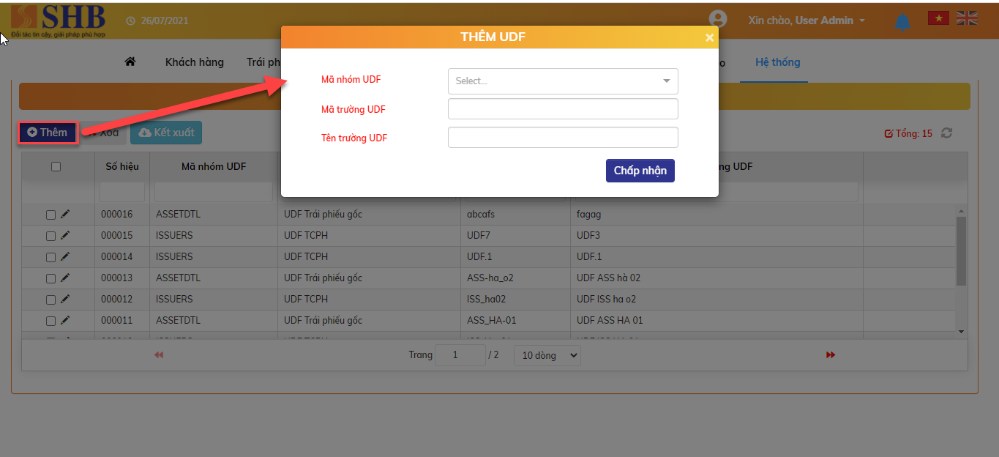 SHB
Đối tác tin cậy, giải pháp phù hợp
26/07/2021
Xin chào, User Admin
THÊM UDF
×
Khách hàng
Trái ph
o
Hệ thống
Mã nhóm UDF
Select...
Mã trường UDF
Tên trường UDF
Chấp nhận
Thêm
Xóa
Kết xuất
Tổng: 15
Số hiệu
Mã nhóm UDF
ng UDF
000016 ASSETDTL UDF Trái phiếu gốc abcafs fagag
000015 ISSUERS UDF TCPH UDF7 UDF3
000014 ISSUERS UDF TCPH UDF.1 UDF.1
000013 ASSETDTL UDF Trái phiếu gốc ASS-ha_o2 UDF ASS hà 02
000012 ISSUERS UDF TCPH ISS_ha02 UDF ISS ha o2
000011 ASSETDTL UDF Trái phiếu gốc ASS_HA-01 UDF ASS HA 01
Trang 1 / 2 10 dòng